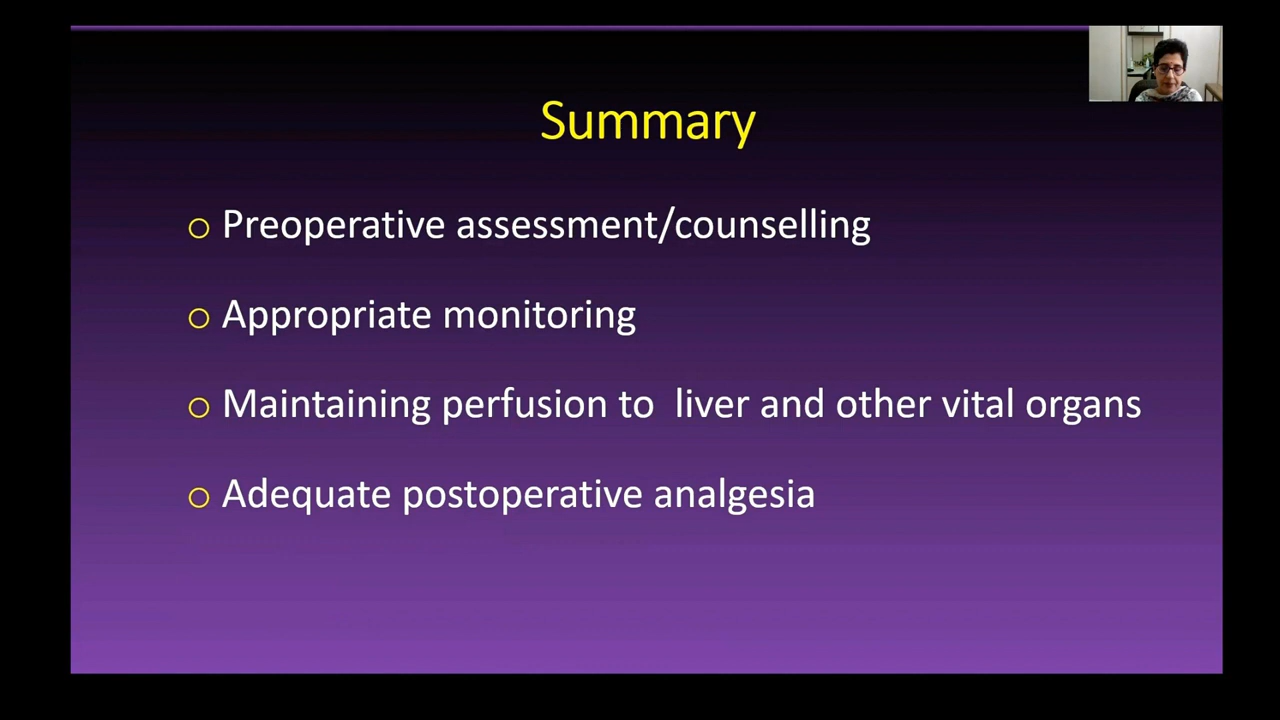 Summary
Preoperative assessment/counselling
Appropriate monitoring
Maintaining perfusion to  liver and other vital organs
Adequate postoperative analgesia